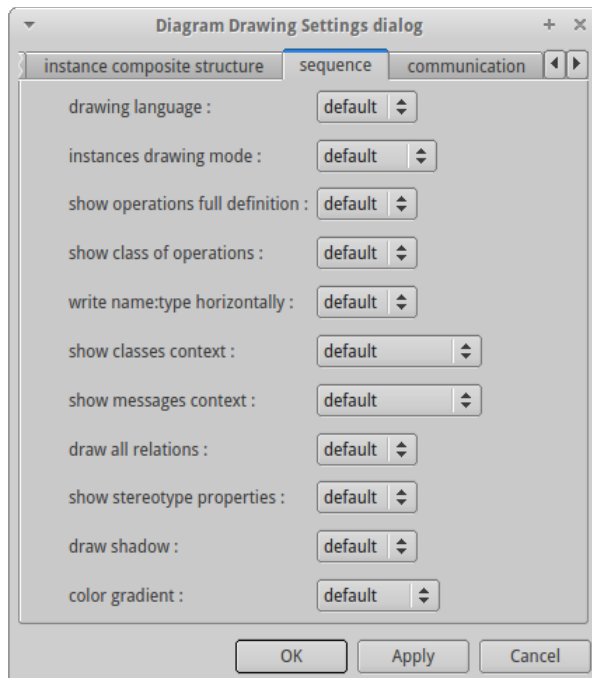 Diagram Drawing Settings dialog
instance composite structure sequence communication
drawing language : default
instances drawing mode : default
show operations full definition : default
show class of operations : default
write name:type horizontally : default
show classes context : default
show messages context : default
draw all relations : default
show stereotype properties : default
draw shadow : default
color gradient : default
OK Apply Cancel